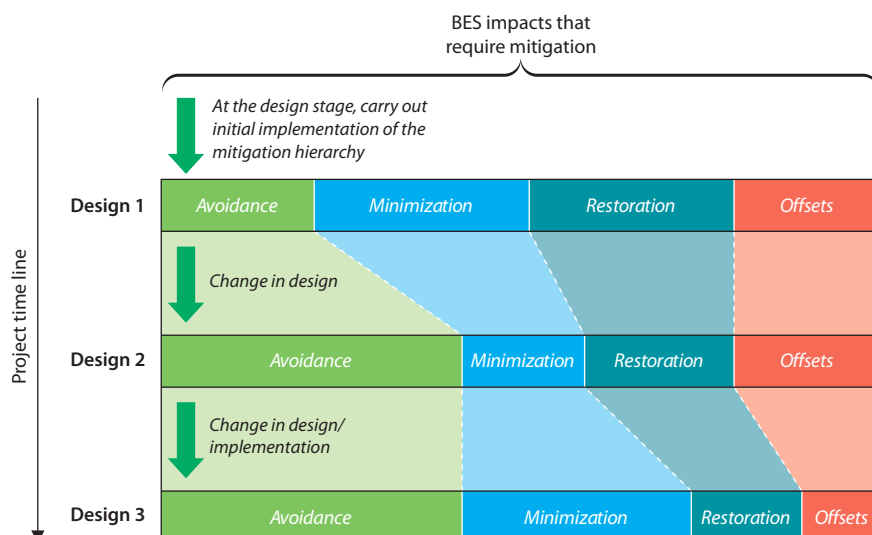 BES impacts that
require mitigation
At the design stage, carry out
initial implementation of the
mitigation hierarchy
Project time line
Design 1
Avoidance
Minimization
Restoration
Offsets
Change in design
Design 2
Avoidance
Minimization
Restoration
Offsets
Change in design/
implementation
Design 3
Avoidance
Minimization
Restoration
Offsets